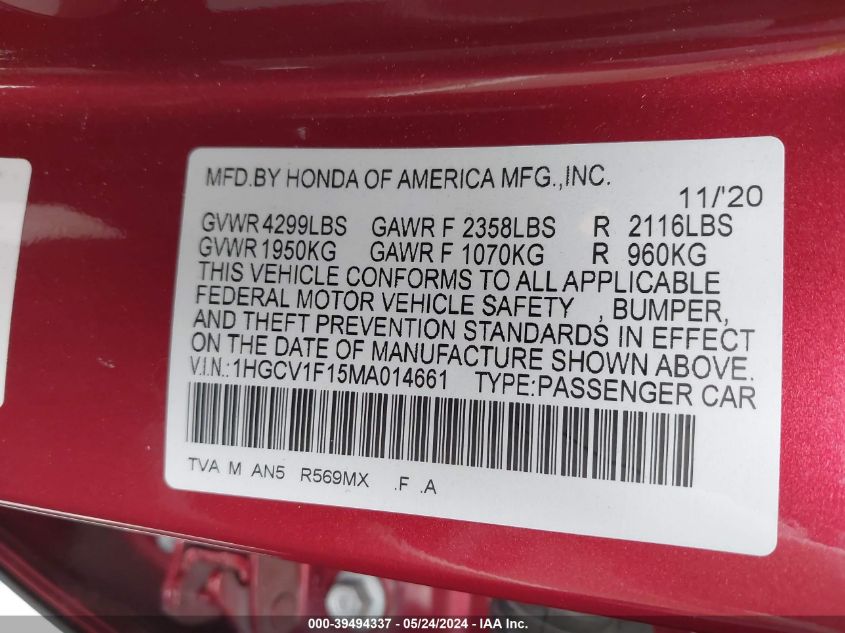 MFD.BY HONDA OF AMERICA MFG.,INC.
11/'20
GVWR 4299LBS GAWR F 2358LBS R 2116LBS
GVWR 1950KG GAWR F 1070KG R 960KG
THIS VEHICLE CONFORMS TO ALL APPLICABLE
FEDERAL MOTOR VEHICLE SAFETY , BUMPER,
AND THEFT PREVENTION STANDARDS IN EFFECT
ON THE DATE OF MANUFACTURE SHOWN ABOVE.
V.I.N.:1HGCV1F15MA014661 TYPE:PASSENGER CAR
TVA M AN5 R569MX .F .A
000-39494337 - 05/24/2024 - IAA Inc.